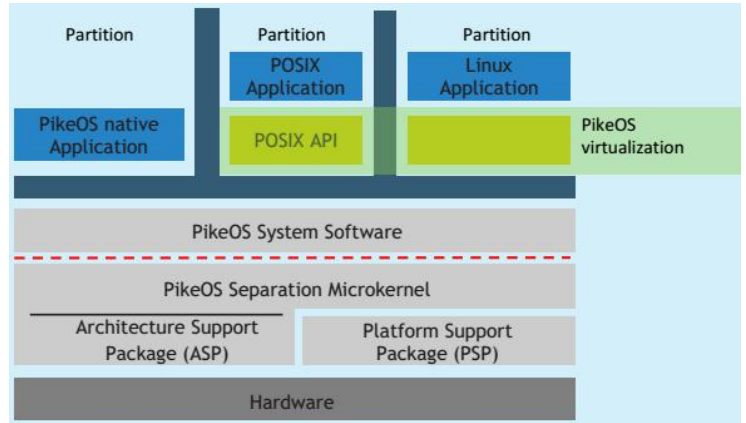 Partition
Partition
Partition
POSIX
Application
Linux
Application
PikeOS native
Application
POSIX API
PikeOS
virtualization
PikeOS System Software
PikeOS Separation Microkernel
Architecture Support
Package (ASP)
Platform Support
Package (PSP)
Hardware